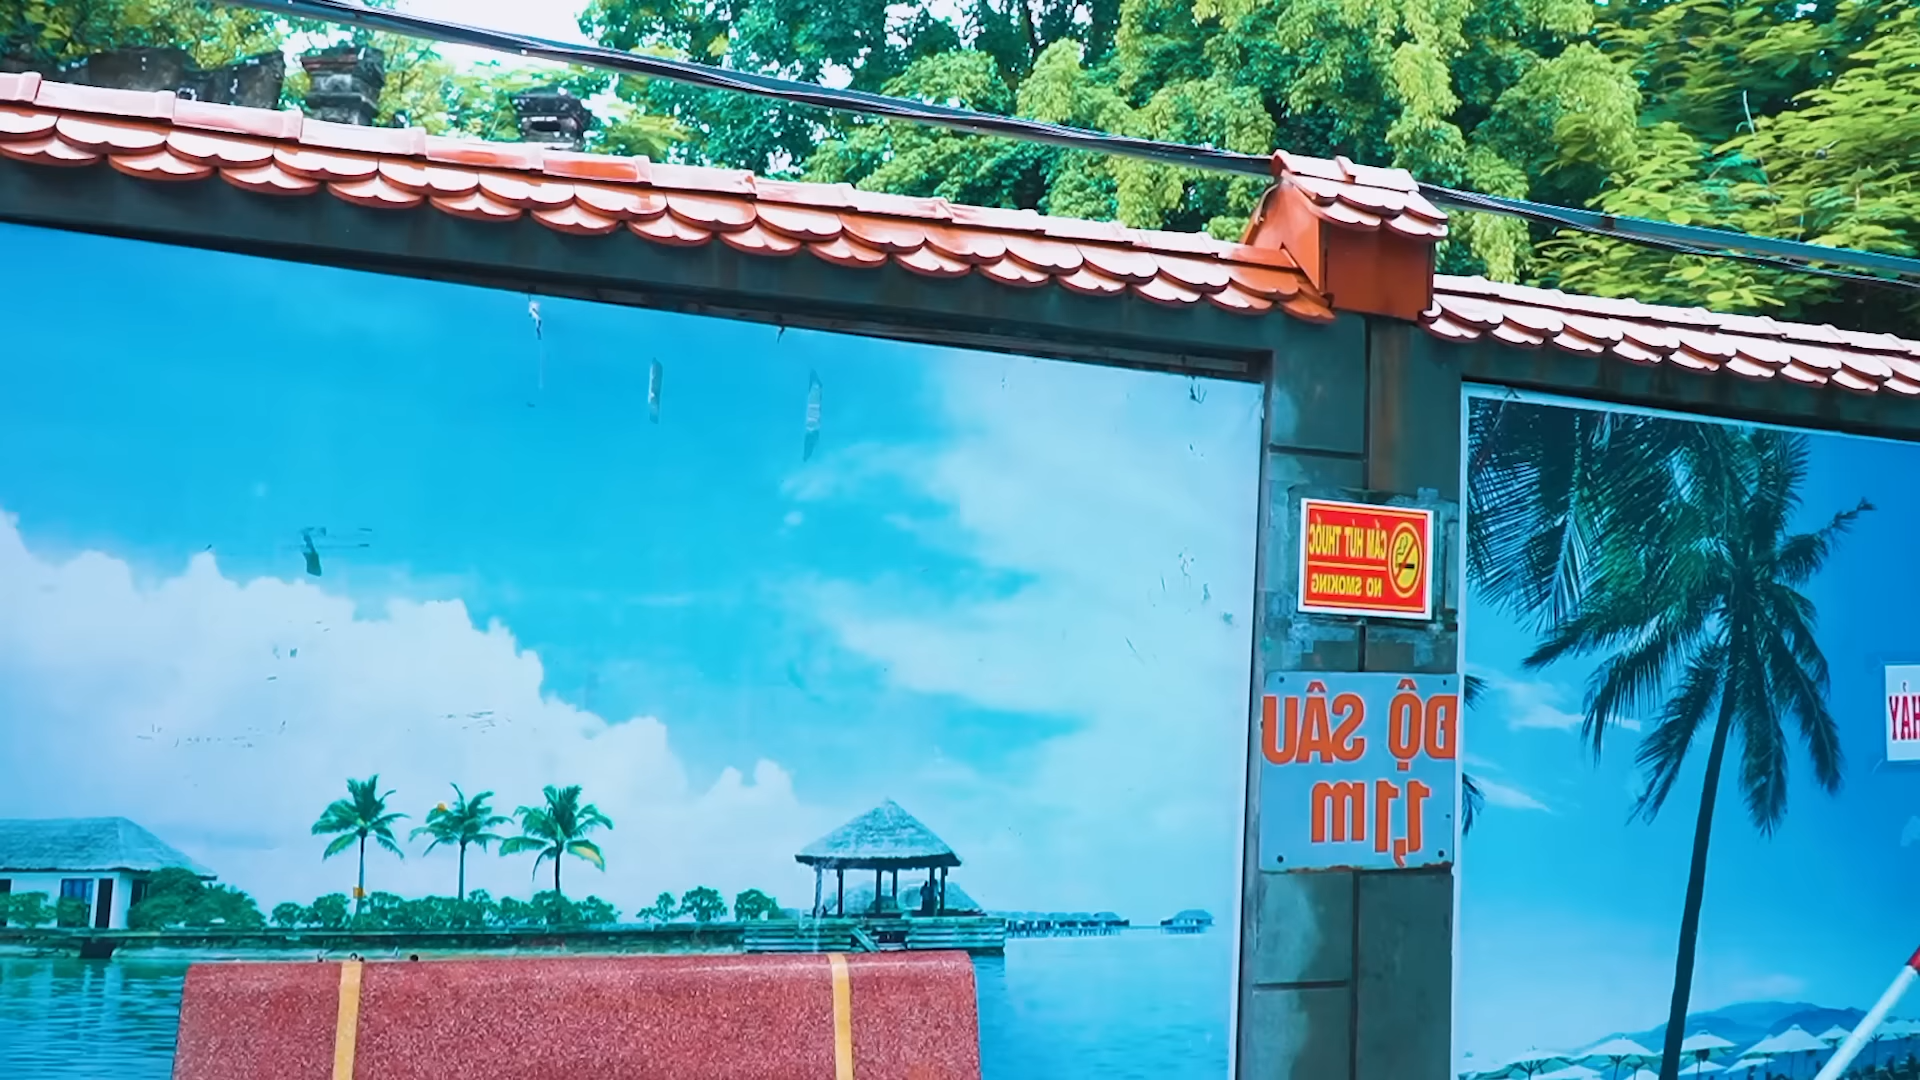 CẤM HÚT THUỐC
NO SMOKING
ĐỘ SÂU
1,1m